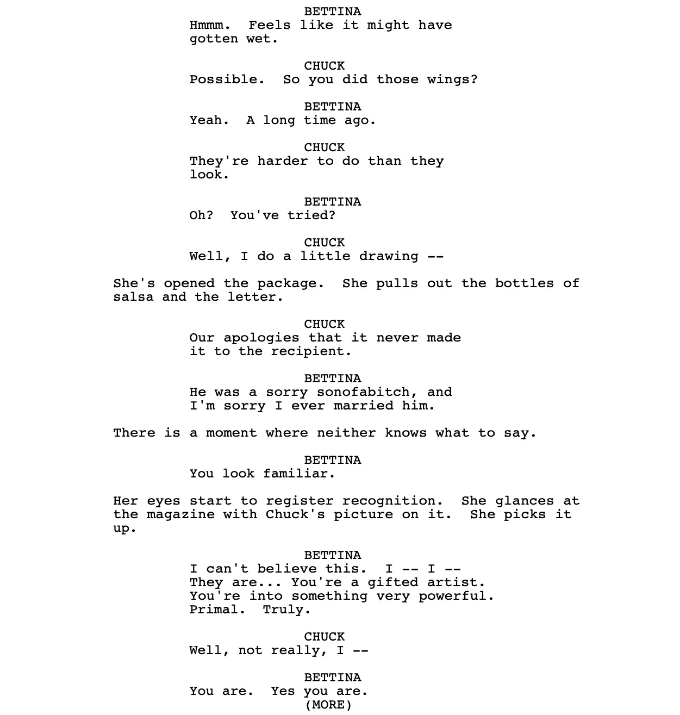 BETTINA
Hmmm.  Feels like it might have
gotten wet.
CHUCK
Possible.  So you did those wings?
BETTINA
Yeah.  A long time ago.
CHUCK
They're harder to do than they
look.
BETTINA
Oh?  You've tried?
CHUCK
Well, I do a little drawing --
She's opened the package.  She pulls out the bottles of
salsa and the letter.
CHUCK
Our apologies that it never made
it to the recipient.
BETTINA
He was a sorry sonofabitch, and
I'm sorry I ever married him.
There is a moment where neither knows what to say.
BETTINA
You look familiar.
Her eyes start to register recognition.  She glances at
the magazine with Chuck's picture on it.  She picks it
up.
BETTINA
I can't believe this.  I -- I --
They are... You're a gifted artist.
You're into something very powerful.
Primal.  Truly.
CHUCK
Well, not really, I --
BETTINA
You are.  Yes you are.
(MORE)